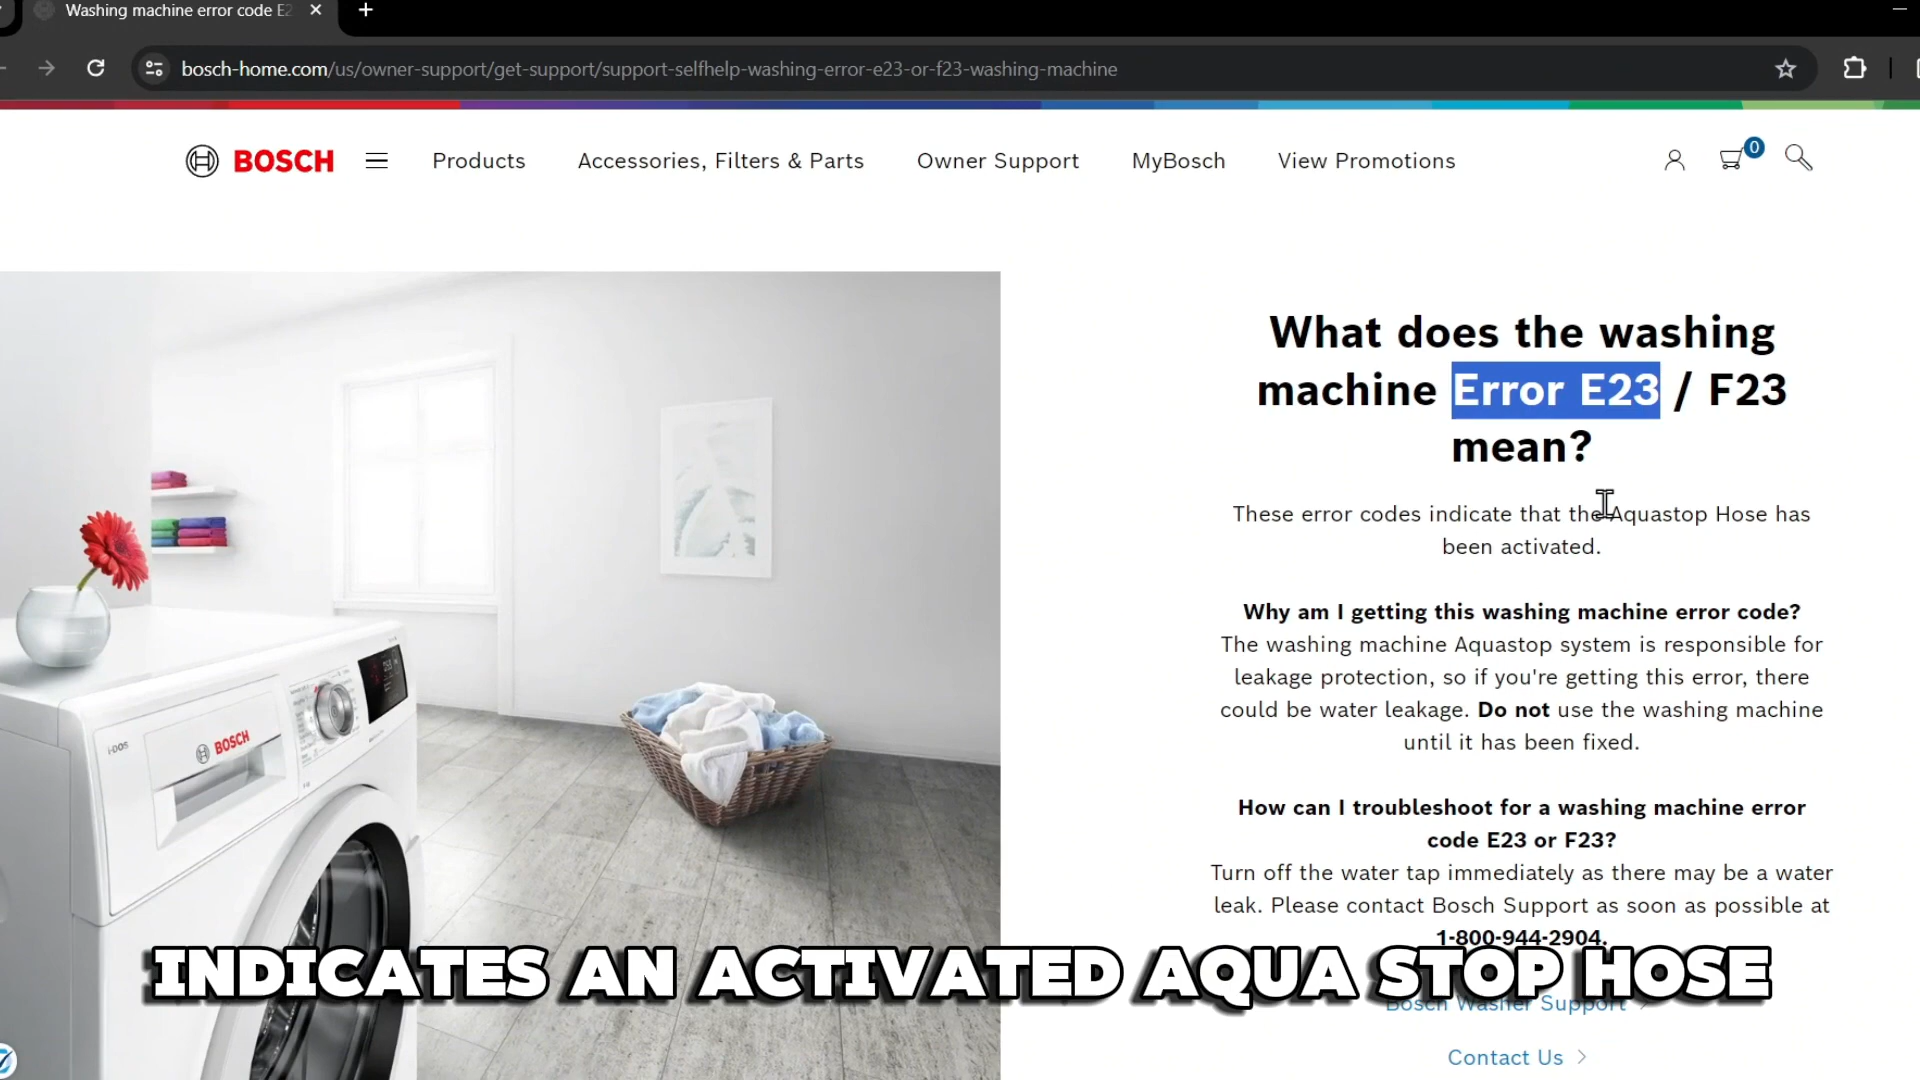 Washing machine error code E2
bosch-home.com/us/owner-support/get-support/support-selfhelp-washing-error-e23-or-f23-washing-machine
BOSCH
Products
Accessories, Filters & Parts
Owner Support
MyBosch
View Promotions
0
What does the washing
machine Error E23 / F23
mean?
These error codes indicate that the Aquastop Hose has
been activated.
Why am I getting this washing machine error code?
The washing machine Aquastop system is responsible for
leakage protection, so if you're getting this error, there
could be water leakage. Do not use the washing machine
until it has been fixed.
How can I troubleshoot for a washing machine error
code E23 or F23?
Turn off the water tap immediately as there may be a water
leak. Please contact Bosch Support as soon as possible at
1-800-944-2904.
Bosch Washer Support
Contact Us
i-DOS
BOSCH
INDICATES AN ACTIVATED AQUA STOP HOSE